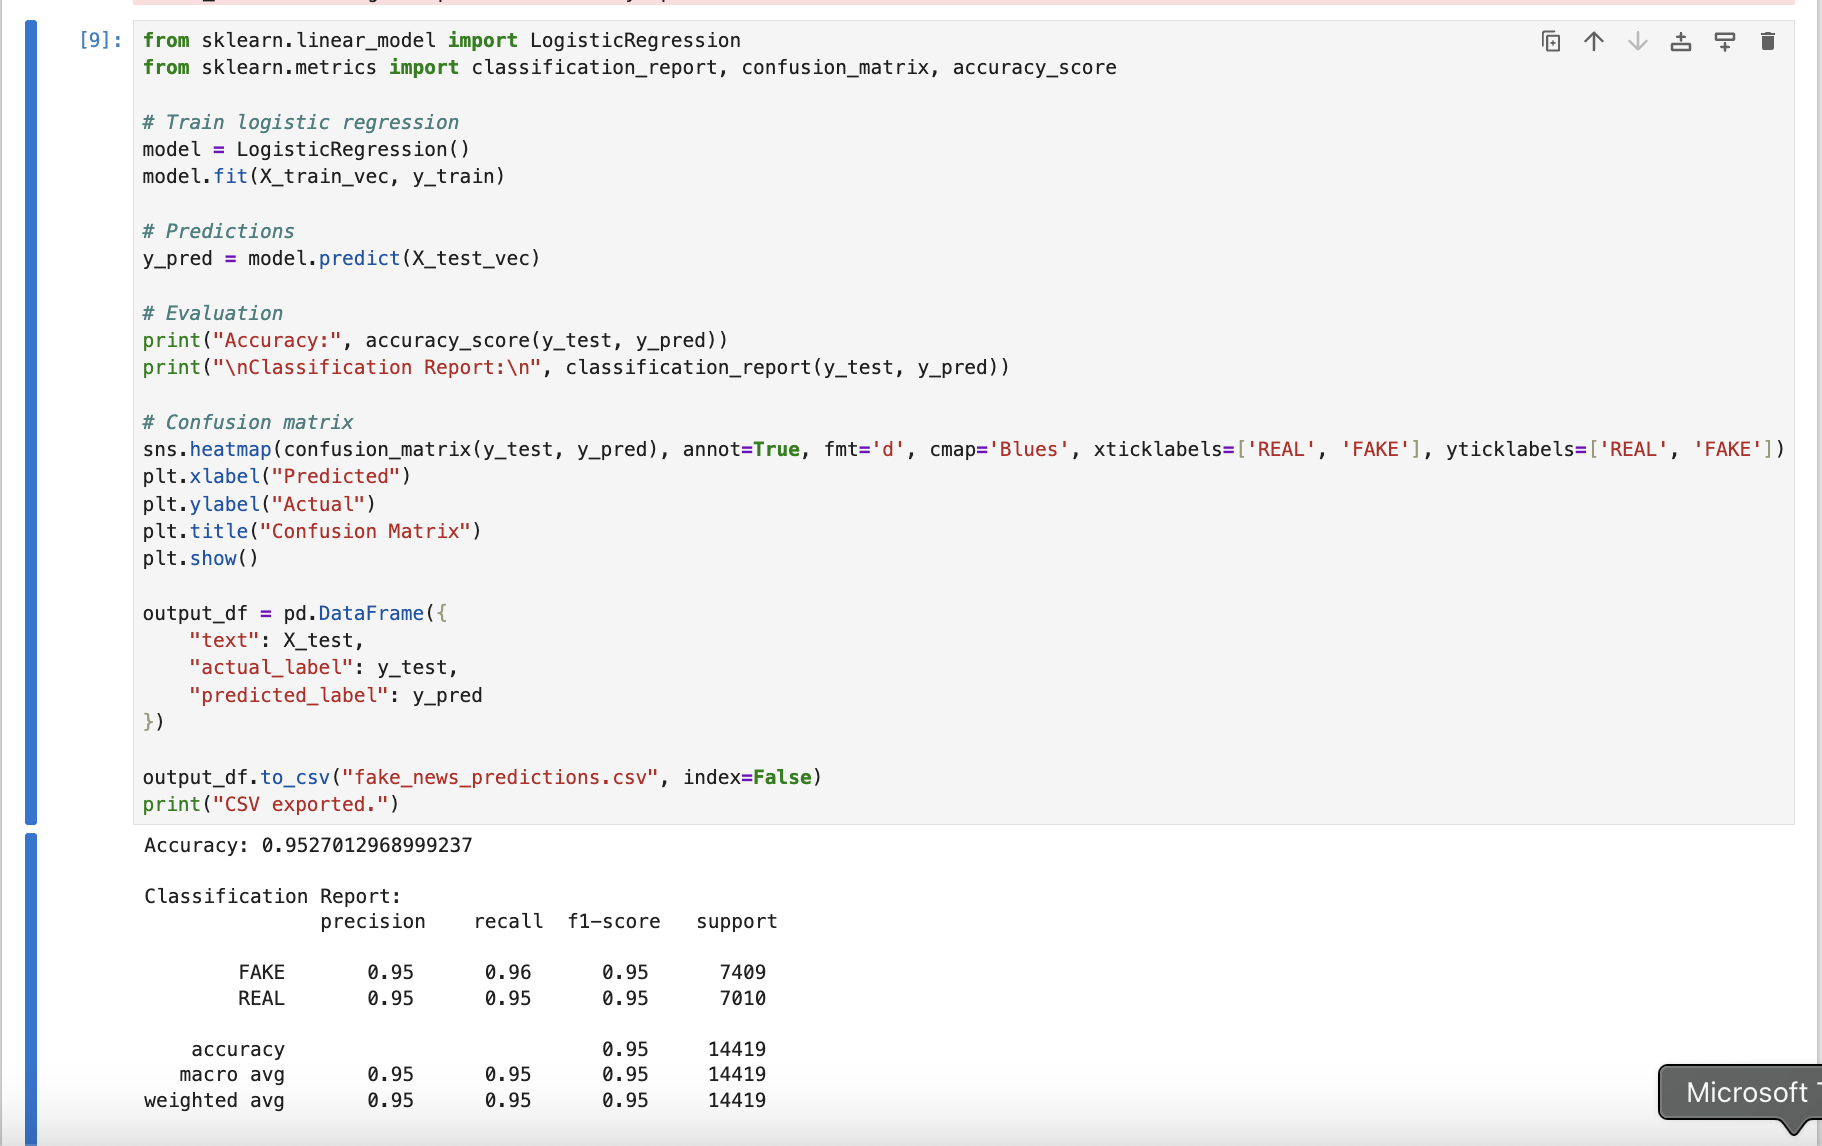 [9]:
from sklearn.linear_model import LogisticRegression
from sklearn.metrics import classification_report, confusion_matrix, accuracy_score
# Train logistic regression
model = LogisticRegression()
model.fit(X_train_vec, y_train)
# Predictions
y_pred = model.predict(X_test_vec)
# Evaluation
print("Accuracy:", accuracy_score(y_test, y_pred))
print("\nClassification Report:\n", classification_report(y_test, y_pred))
# Confusion matrix
sns.heatmap(confusion_matrix(y_test, y_pred), annot=True, fmt='d', cmap='Blues', xticklabels=['REAL', 'FAKE'], yticklabels=['REAL', 'FAKE'])
plt.xlabel("Predicted")
plt.ylabel("Actual")
plt.title("Confusion Matrix")
plt.show()
output_df = pd.DataFrame({
    "text": X_test,
    "actual_label": y_test,
    "predicted_label": y_pred
})
output_df.to_csv("fake_news_predictions.csv", index=False)
print("CSV exported.")
Accuracy: 0.9527012968999237
Classification Report:
precision recall f1-score support
FAKE 0.95 0.96 0.95 7409
REAL 0.95 0.95 0.95 7010
accuracy 0.95 14419
macro avg 0.95 0.95 0.95 14419
weighted avg 0.95 0.95 0.95 14419
Microsoft